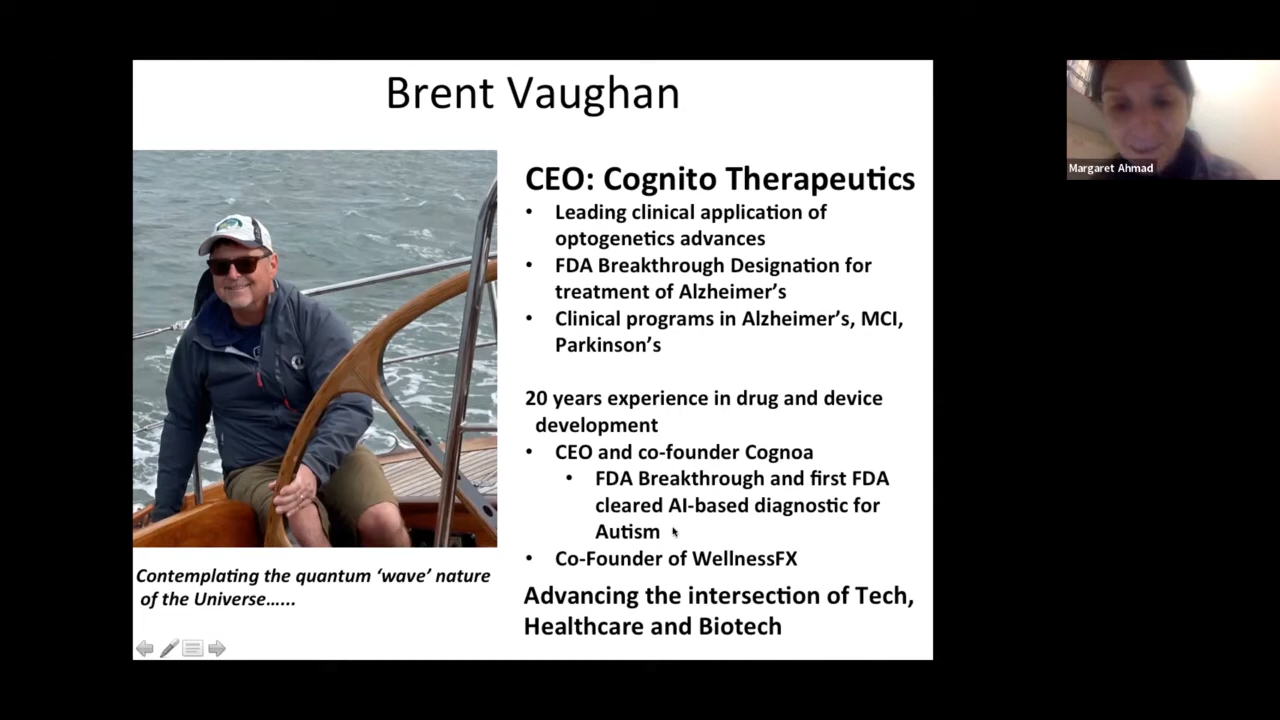 Brent Vaughan
CEO: Cognito Therapeutics
• Leading clinical application of
optogenetics advances
• FDA Breakthrough Designation for
treatment of Alzheimer’s
• Clinical programs in Alzheimer’s, MCI,
Parkinson’s
20 years experience in drug and device
development
• CEO and co-founder Cognoa
• FDA Breakthrough and first FDA
cleared AI-based diagnostic for
Autism
• Co-Founder of WellnessFX
Advancing the intersection of Tech,
Healthcare and Biotech
Contemplating the quantum ‘wave’ nature
of the Universe…...
Margaret Ahmad